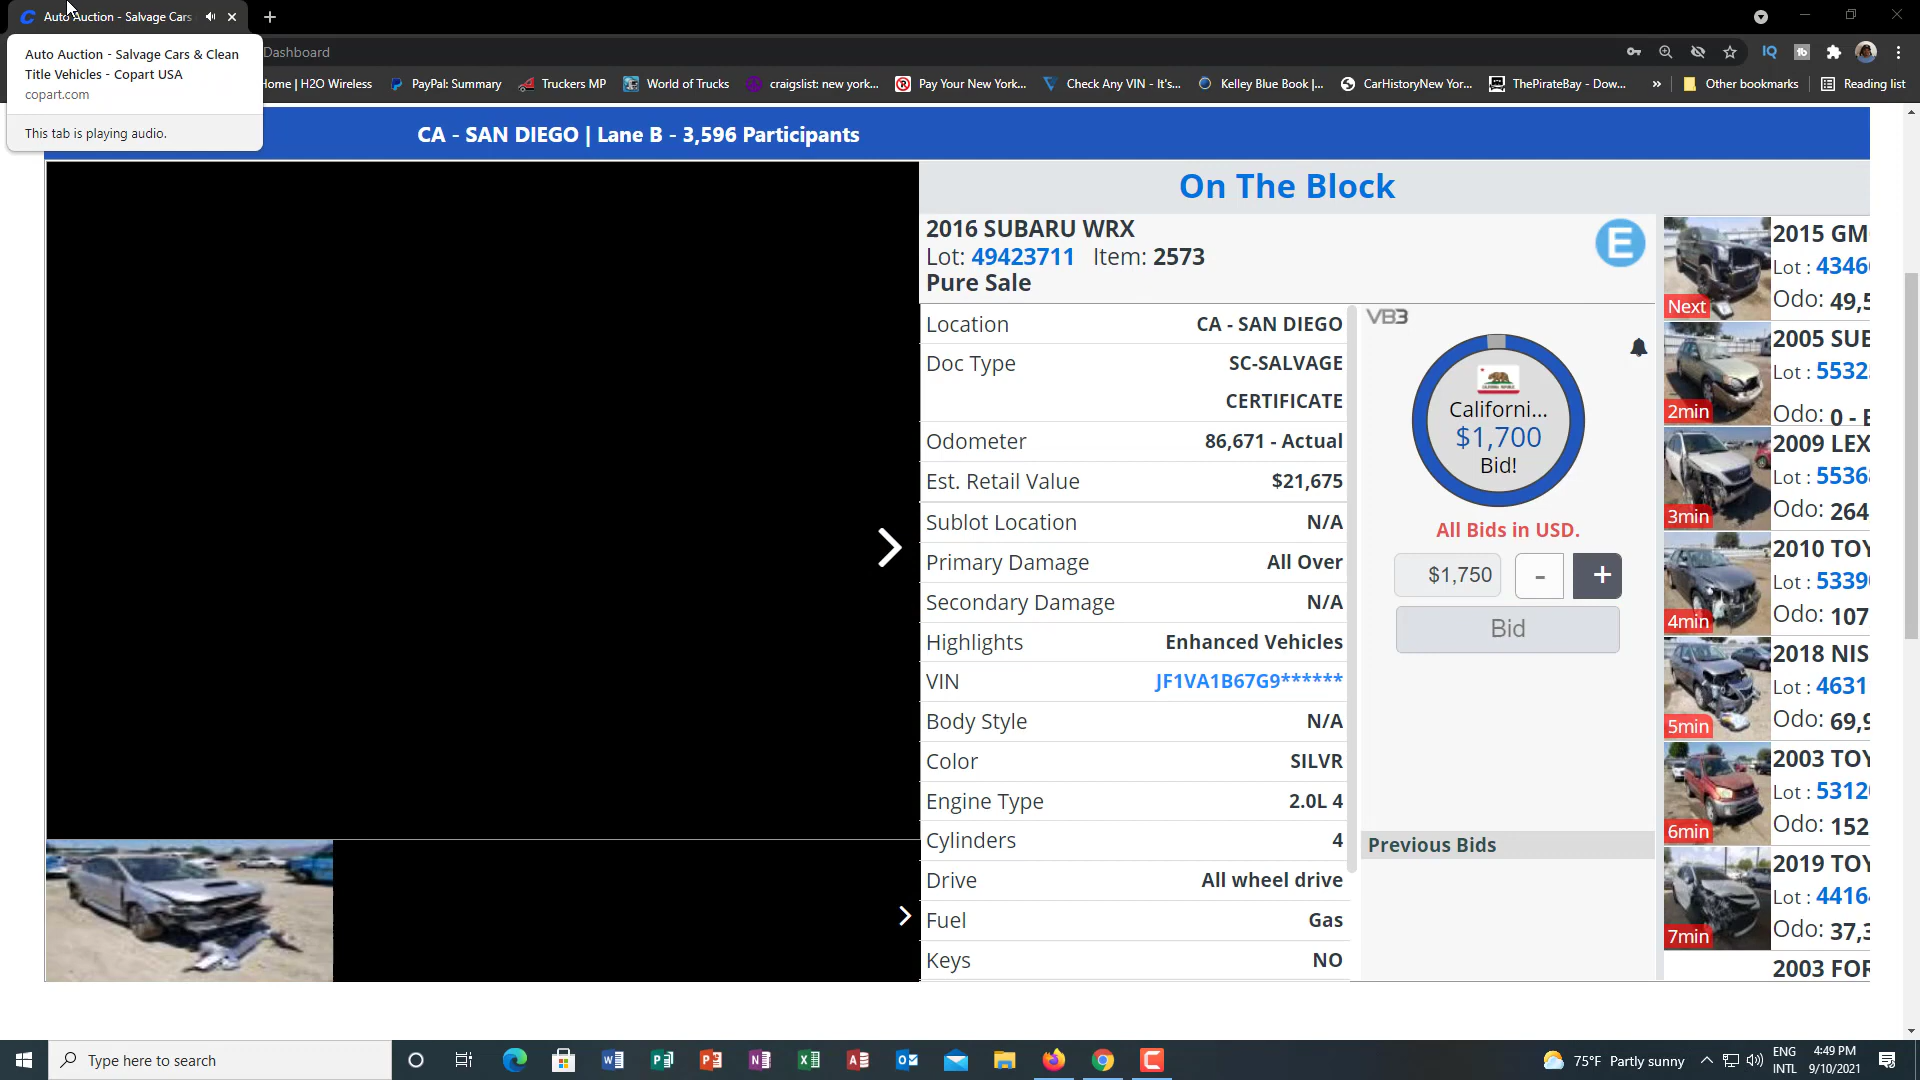 Auto Auction - Salvage Cars
Auto Auction - Salvage Cars & Clean
Title Vehicles - Copart USA
copart.com
This tab is playing audio.
Dashboard
IQ
Home | H2O Wireless
PayPal: Summary
Truckers MP
World of Trucks
craigslist: new york...
Pay Your New York...
Check Any VIN - It's...
Kelley Blue Book |...
CarHistoryNew Yor...
ThePirateBay - Dow...
»
Other bookmarks
Reading list
CA - SAN DIEGO | Lane B - 3,596 Participants
On The Block
2016 SUBARU WRX
Lot: 49423711 Item: 2573
Pure Sale
E
Location CA - SAN DIEGO
Doc Type SC-SALVAGE
CERTIFICATE
Odometer 86,671 - Actual
Est. Retail Value $21,675
Sublot Location N/A
Primary Damage All Over
Secondary Damage N/A
Highlights Enhanced Vehicles
VIN JF1VA1B67G9******
Body Style N/A
Color SILVR
Engine Type 2.0L 4
Cylinders 4
Drive All wheel drive
Fuel Gas
Keys NO
VB3
Californi...
$1,700
Bid!
All Bids in USD.
$1,750 - +
Bid
Previous Bids
Next
2015 GM
Lot : 4346
Odo: 49,5
2min
2005 SUB
Lot : 5532
Odo: 0 - E
3min
2009 LEX
Lot : 5536
Odo: 264
4min
2010 TOY
Lot : 5339
Odo: 107
5min
2018 NIS
Lot : 4631
Odo: 69,9
6min
2003 TOY
Lot : 5312
Odo: 152
7min
2019 TOY
Lot : 4416
Odo: 37,3
2003 FOR
Type here to search
75°F Partly sunny
ENG
INTL
4:49 PM
9/10/2021